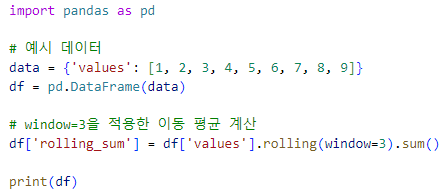 import pandas as pd
# 예시 데이터
data = {'values': [1, 2, 3, 4, 5, 6, 7, 8, 9]}
df = pd.DataFrame(data)
# window=3을 적용한 이동 평균 계산
df['rolling_sum'] = df['values'].rolling(window=3).sum()
print(df)